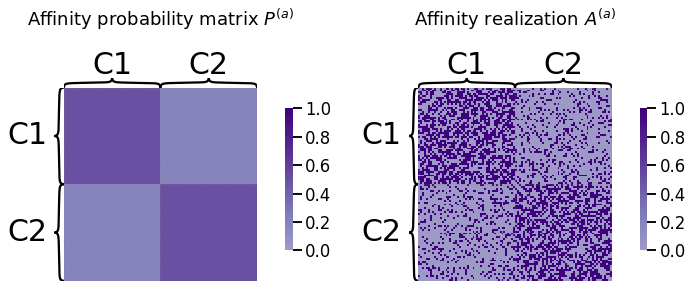 Affinity probability matrix P^(a)
C1 C2
C1
C2
1.0
0.8
0.6
0.4
0.2
0.0
Affinity realization A^(a)
C1 C2
C1
C2
1.0
0.8
0.6
0.4
0.2
0.0